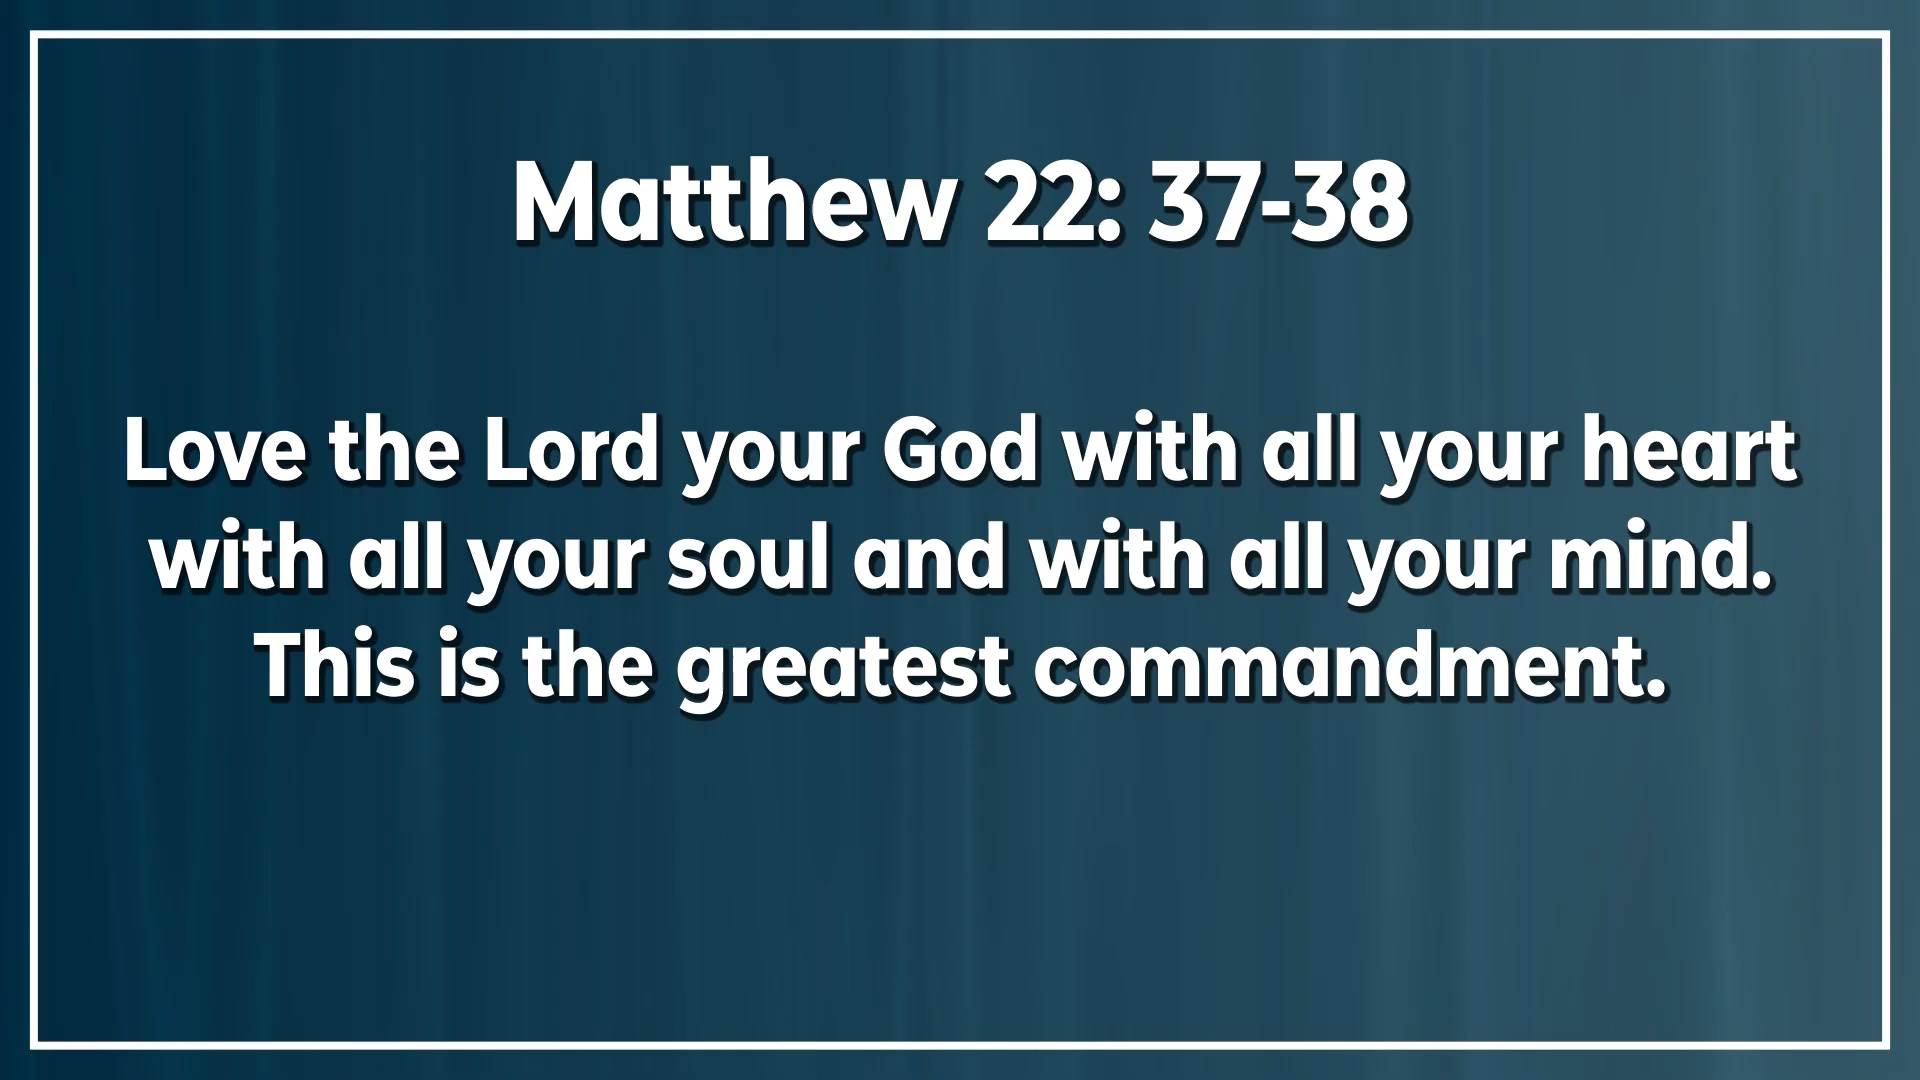 Matthew 22: 37-38
Love the Lord your God with all your heart
with all your soul and with all your mind.
This is the greatest commandment.